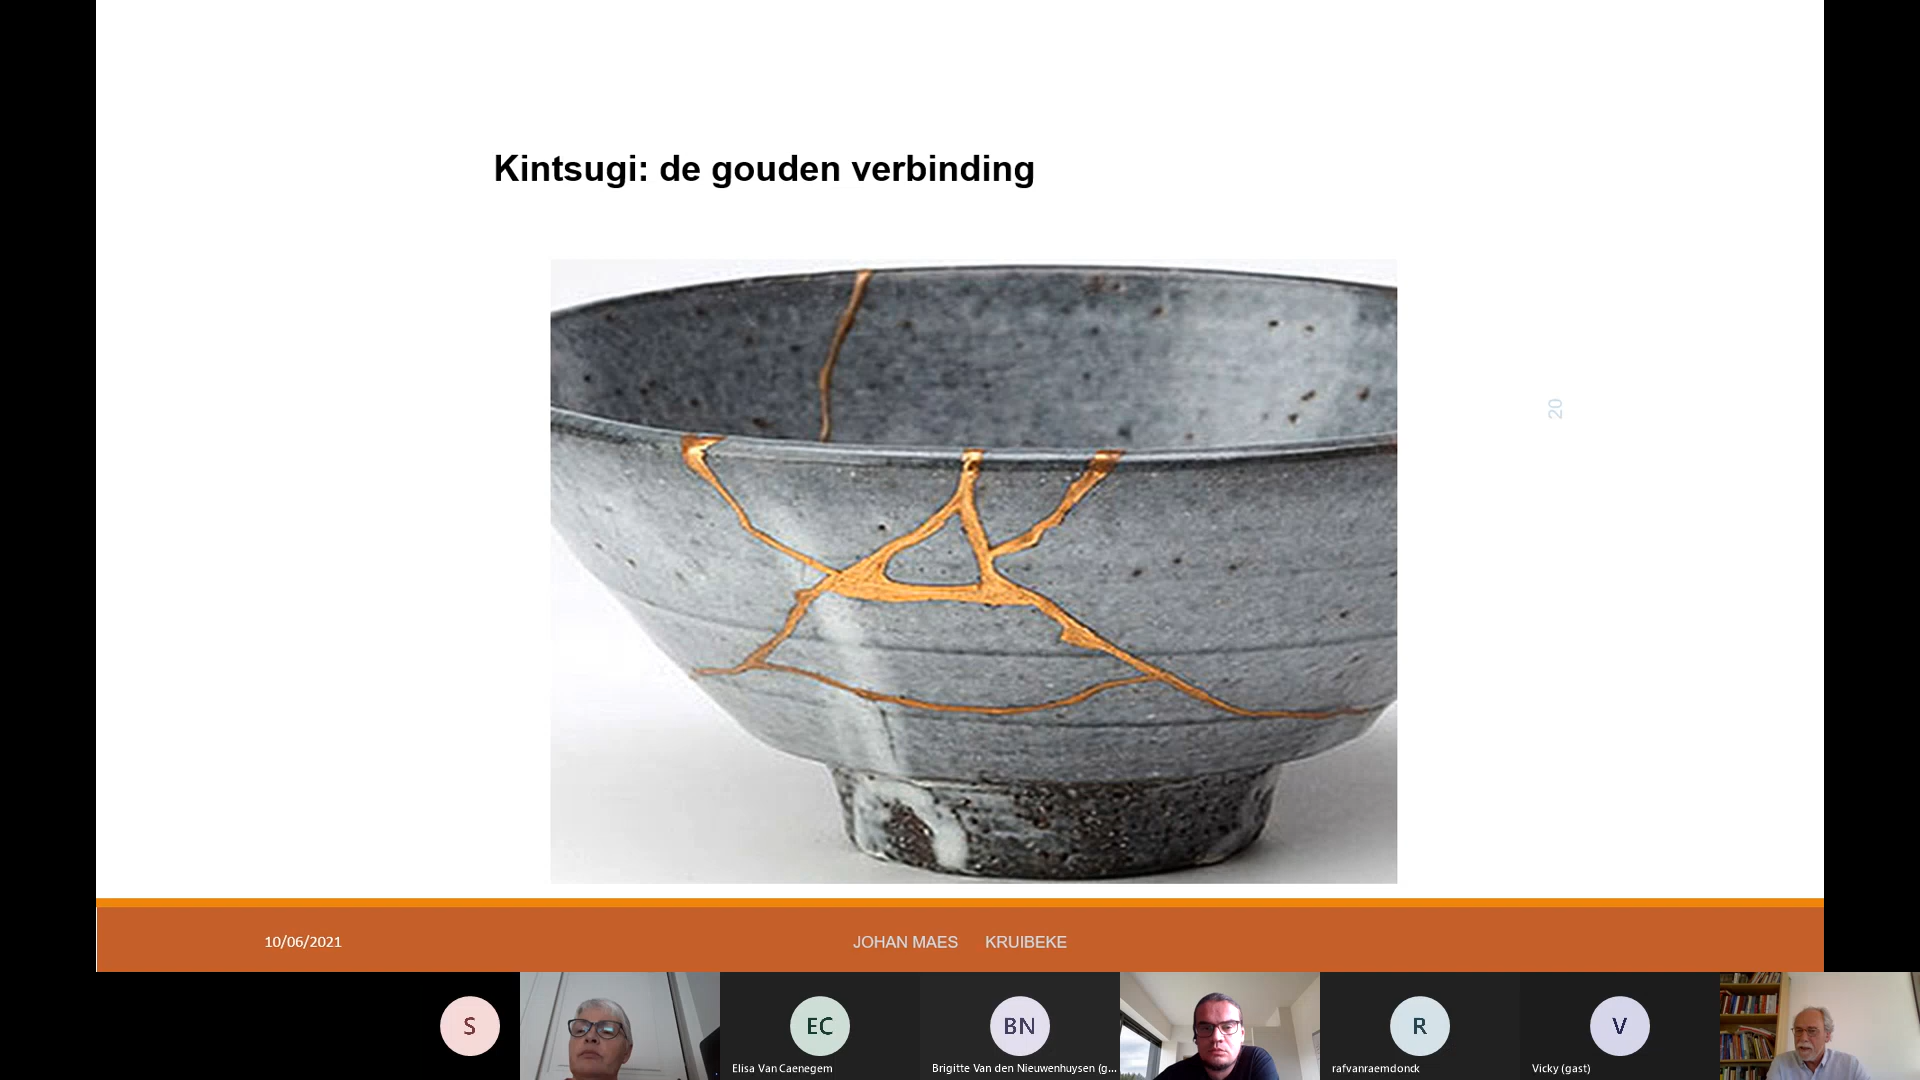 Kintsugi: de gouden verbinding
20
10/06/2021
JOHAN MAES KRUIBEKE
S
EC
BN
R
V
Elisa Van Caenegem
Brigitte Van den Nieuwenhuysen (g...
rafvanraemdonck
Vicky (gast)